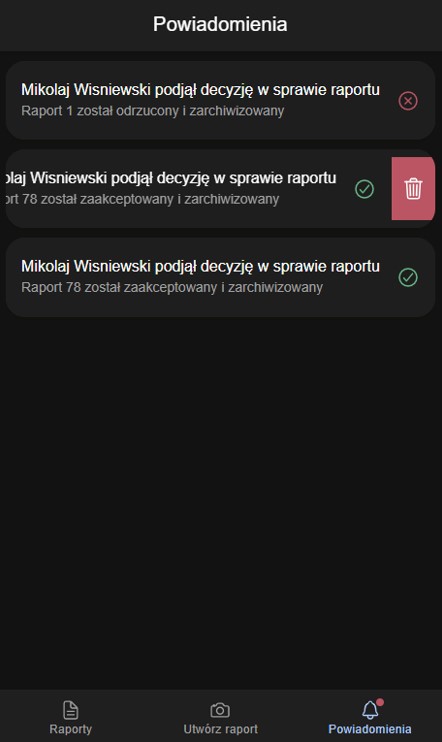 Powiadomienia
Mikolaj Wisniewski podjął decyzję w sprawie raportu
Raport 1 został odrzucony i zarchiwizowany
olaj Wisniewski podjął decyzję w sprawie raportu
ort 78 został zaakceptowany i zarchiwizowany
Mikolaj Wisniewski podjął decyzję w sprawie raportu
Raport 78 został zaakceptowany i zarchiwizowany
Raporty
Utwórz raport
Powiadomienia